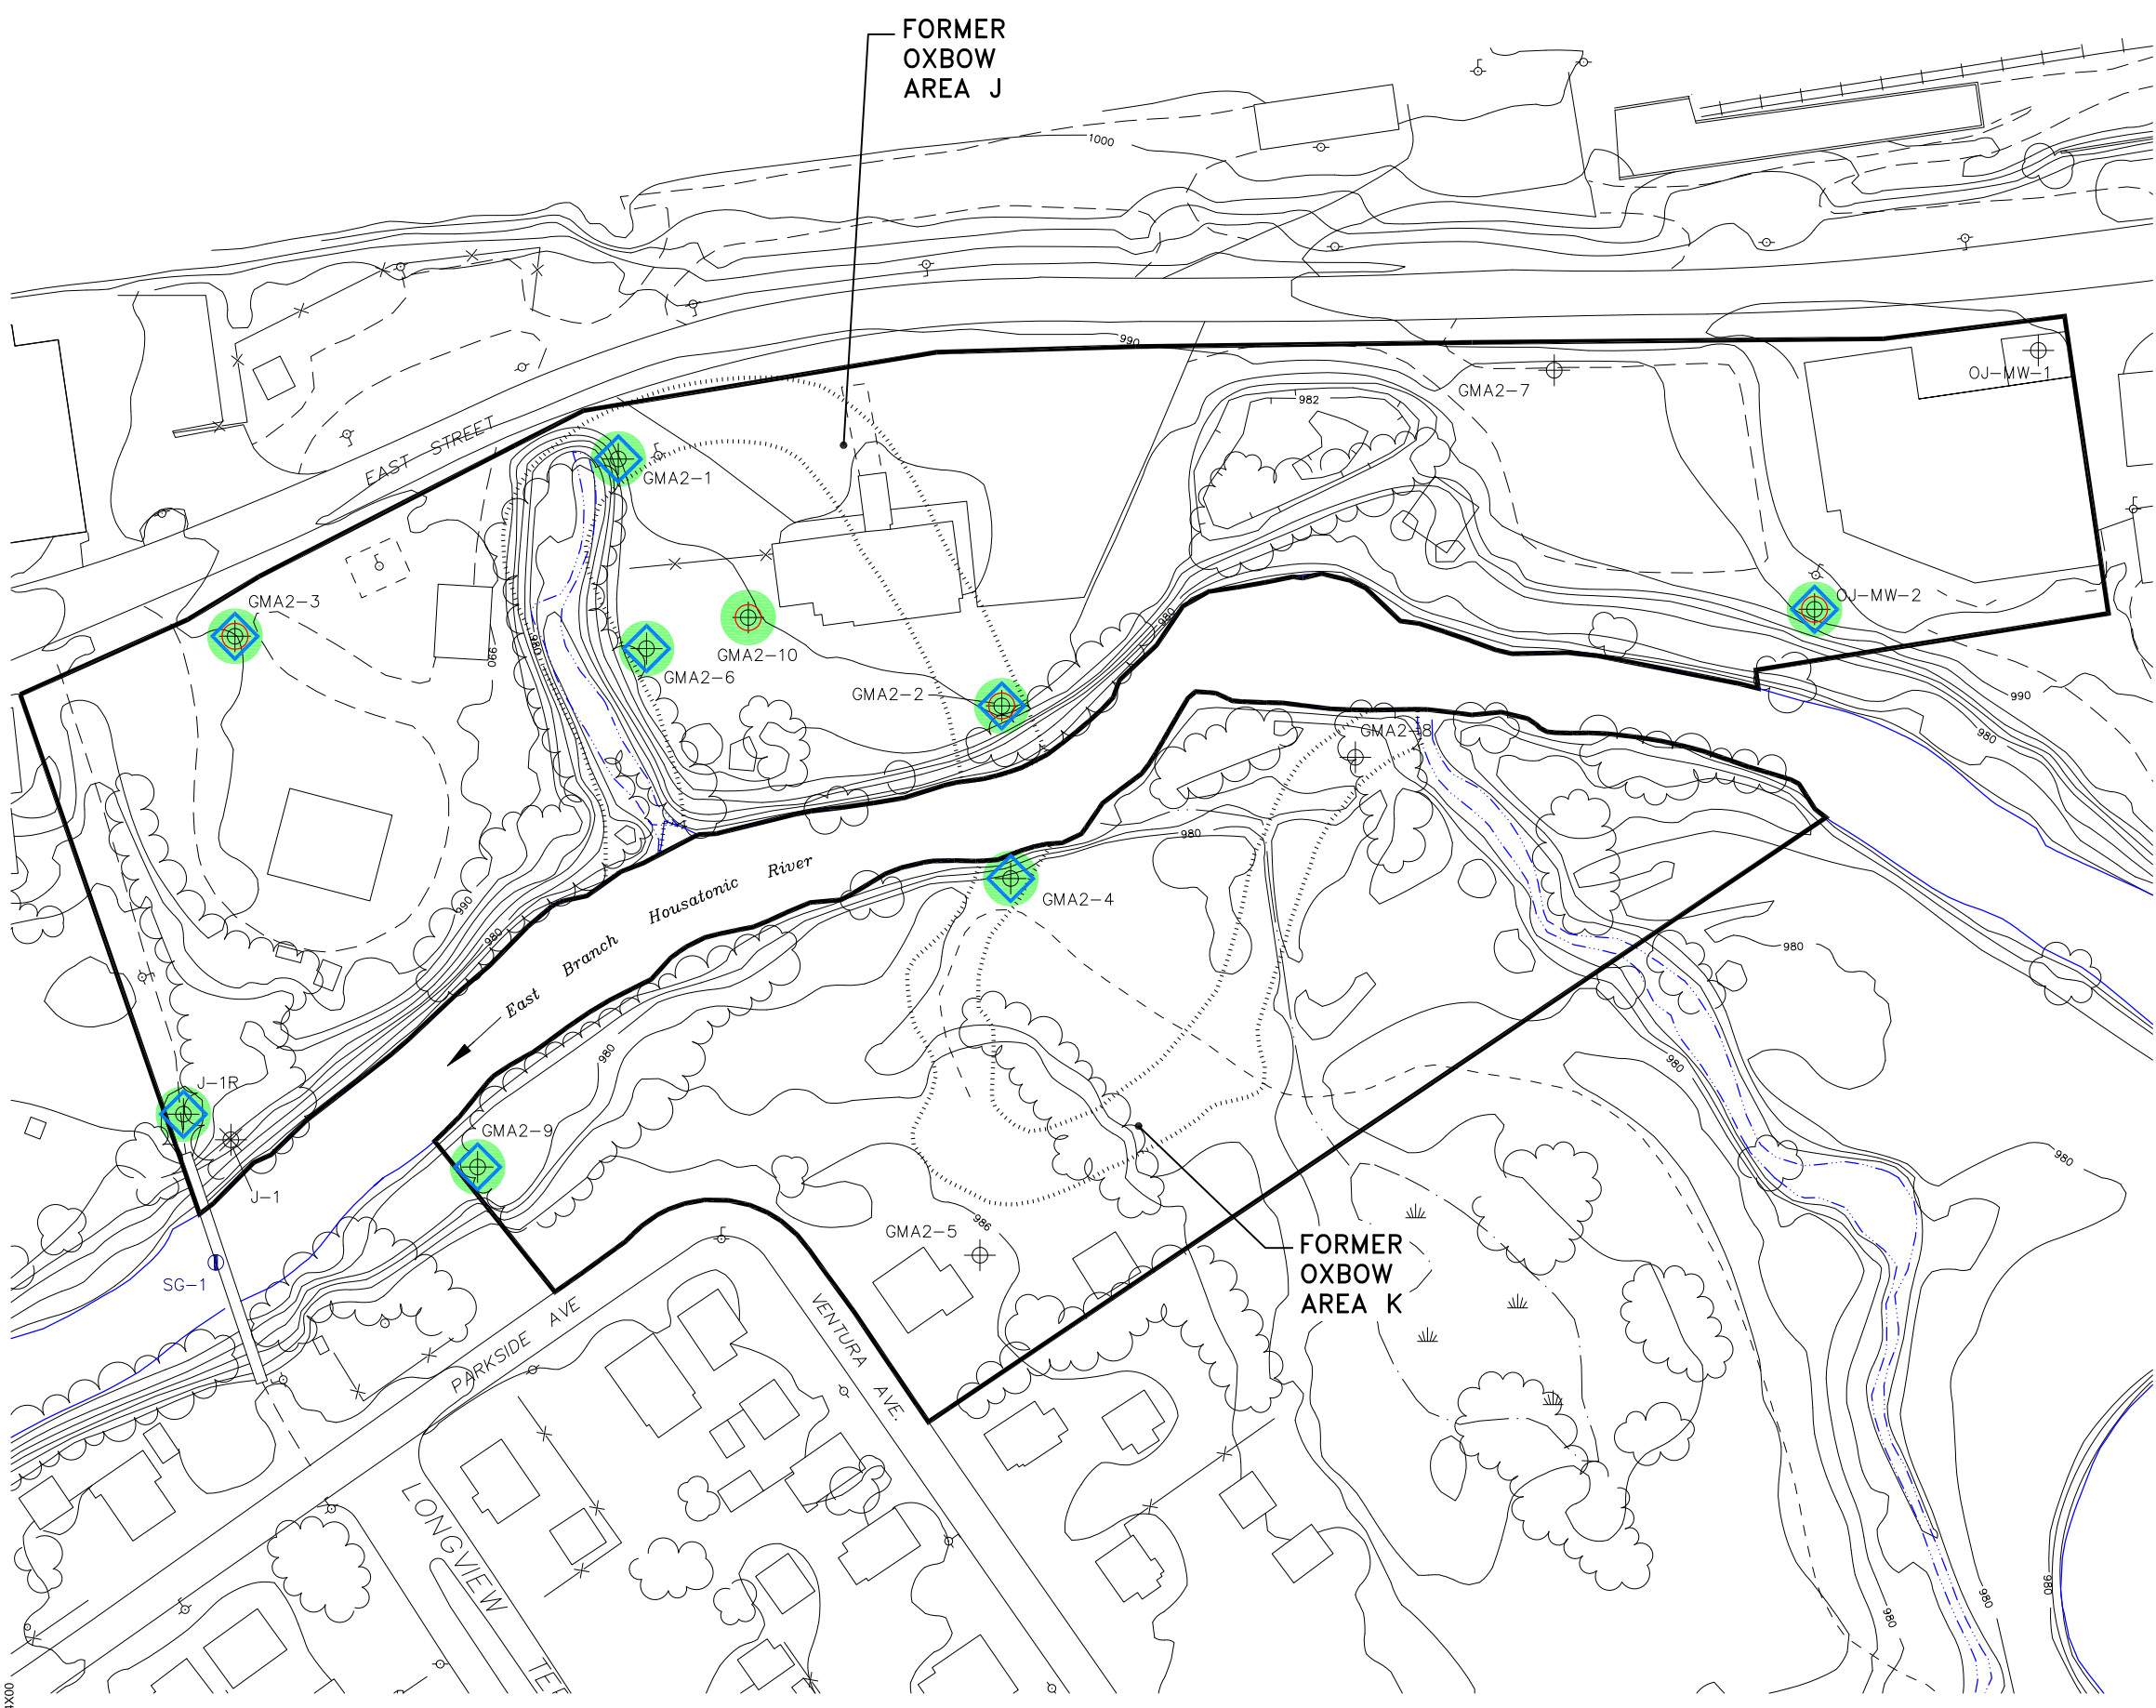 FORMER
OXBOW
AREA J
1000
990
982
GMA2-7
OJ-MW-1
EAST STREET
GMA2-1
GMA2-3
OJ-MW-2
980
980
990
GMA2-10
GMA2-6
GMA2-2
990
980
GMA2-8
980
East Branch Housatonic River
GMA2-4
990
980
980
980
980
J-1R
GMA2-9
J-1
980
986
GMA2-5
FORMER
OXBOW
AREA K
SG-1
PARKSIDE AVE
VENTURA AVE.
LONGVIEW
980
980
980
4X00